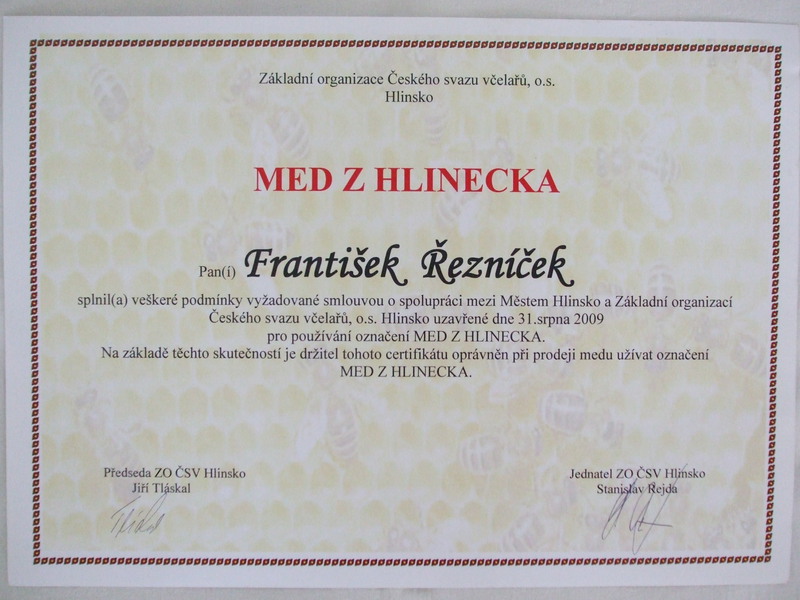 Základní organizace Českého svazu včelařů, o.s.
Hlinsko
MED Z HLINECKA
Pan(í) František Řezníček
splnil(a) veškeré podmínky vyžadované smlouvou o spolupráci mezi Městem Hlinsko a Základní organizací
Českého svazu včelařů, o.s. Hlinsko uzavřené dne 31.srpna 2009
pro používání označení MED Z HLINECKA.
Na základě těchto skutečností je držitel tohoto certifikátu oprávněn při prodeji medu užívat označení
MED Z HLINECKA.
Předseda ZO ČSV Hlinsko
Jiří Tláskal
Jednatel ZO ČSV Hlinsko
Stanislav Rejda